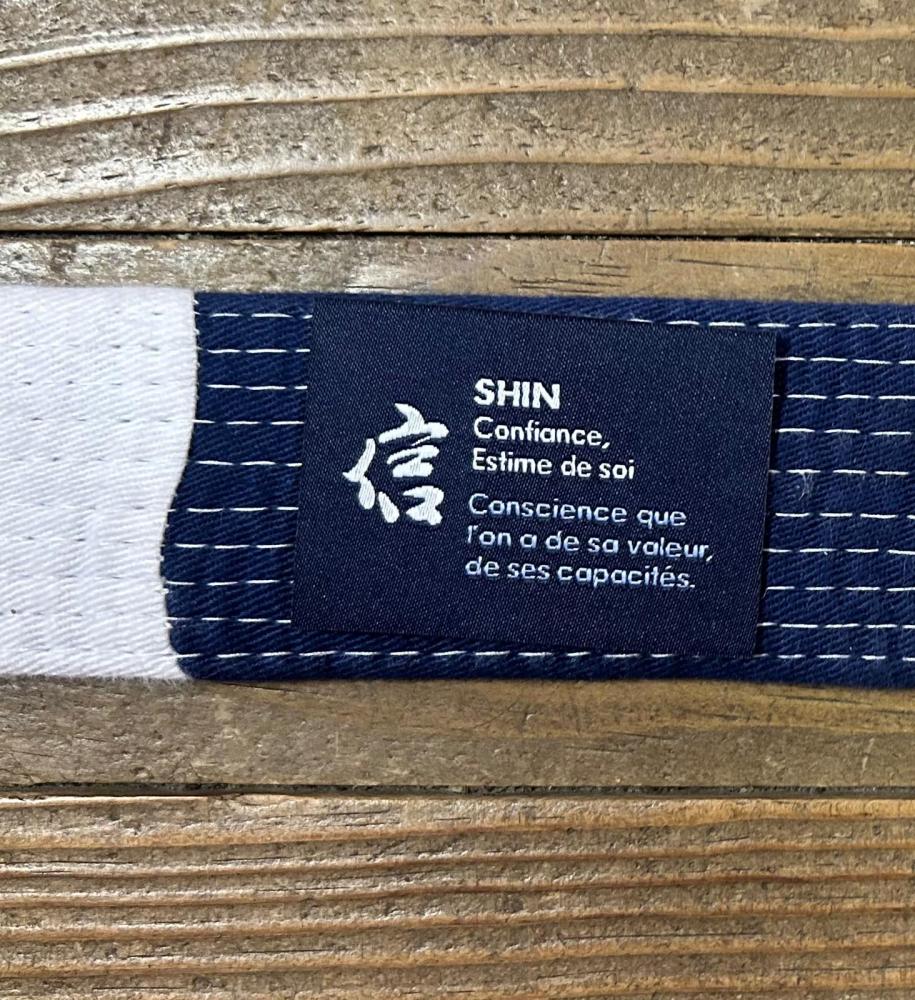 信
SHIN
Confiance,
Estime de soi
Conscience que
l'on a de sa valeur,
de ses capacités.